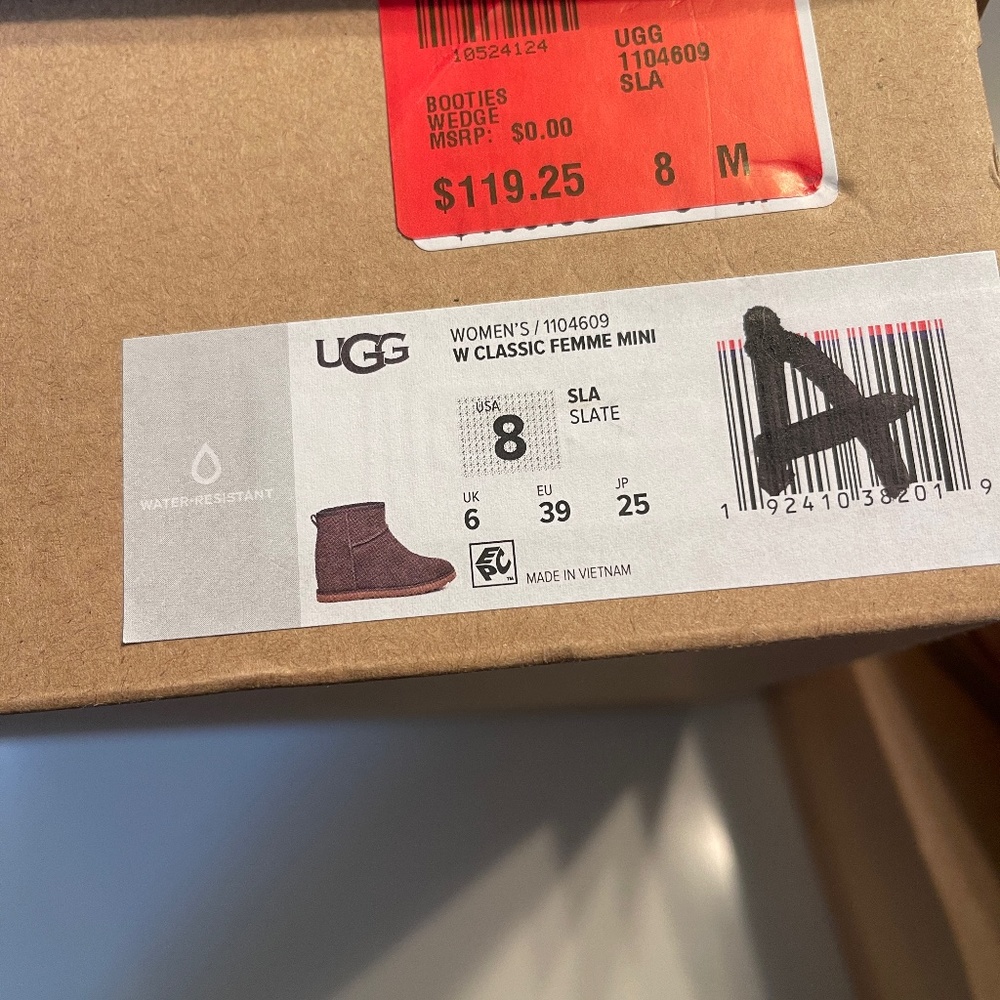 10524124
UGG
1104609
SLA
BOOTIES
WEDGE
MSRP: $0.00
$119.25 8 M
UGG
WOMEN'S / 1104609
W CLASSIC FEMME MINI
USA
8
SLA
SLATE
UK
6
EU
39
JP
25
WATER-RESISTANT
EPC™
MADE IN VIETNAM
A
1 92410 38201 9